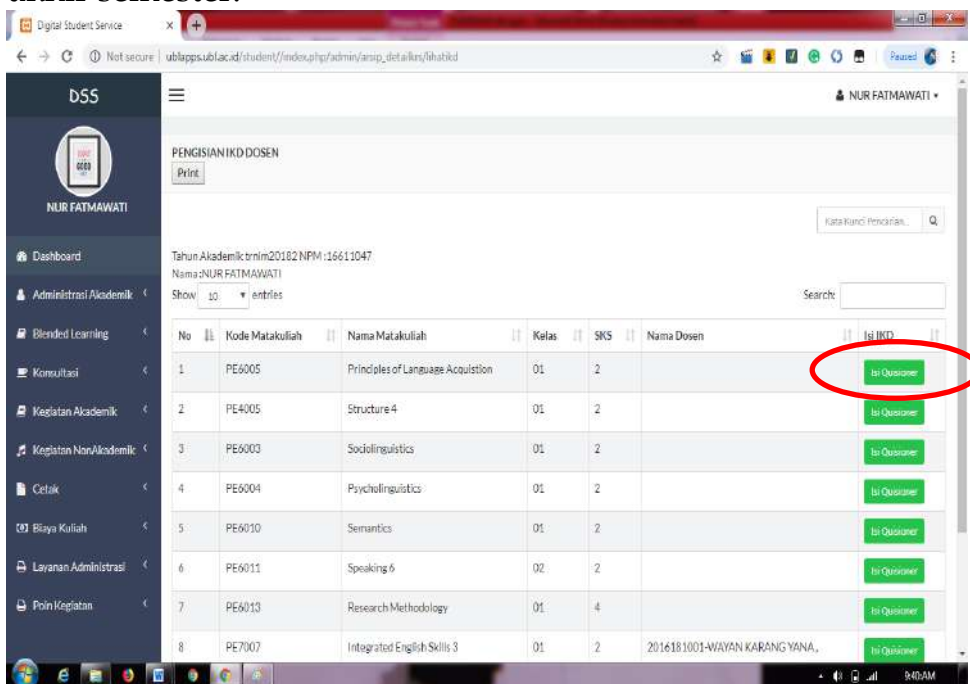 akhir semester.
Digital Student Service
Not secure
ublapps.ubl.ac.id/student//index.php/admin/arsip_detailkrs/lihatikd
Paused
DSS
NUR FATMAWATI
NUR FATMAWATI
PENGISIAN IKD DOSEN
Print
Kata Kunci Pencarian..
Dashboard
Administrasi Akademik
Blended Learning
Konsultasi
Kegiatan Akademik
Kegiatan NonAkademik
Cetak
Biaya Kuliah
Layanan Administrasi
Poin Kegiatan
Tahun Akademik trnlm20182 NPM :16611047
Nama :NUR FATMAWATI
Show 10 entries
Search:
No Kode Matakuliah Nama Matakuliah Kelas SKS Nama Dosen Isi IKD
1 PE6005 Principles of Language Acquistion 01 2 Isi Quisioner
2 PE4005 Structure 4 01 2 Isi Quisioner
3 PE6003 Sociolinguistics 01 2 Isi Quisioner
4 PE6004 Psycholinguistics 01 2 Isi Quisioner
5 PE6010 Semantics 01 2 Isi Quisioner
6 PE6011 Speaking 6 02 2 Isi Quisioner
7 PE6013 Research Methodology 01 4 Isi Quisioner
8 PE7007 Integrated English Skills 3 01 2 2016181001-WAYAN KARANG YANA, Isi Quisioner
9:40 AM